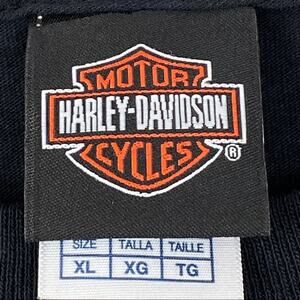 MOTOR
HARLEY-DAVIDSON
CYCLES ®
SIZE TALLA TAILLE
XL XG TG